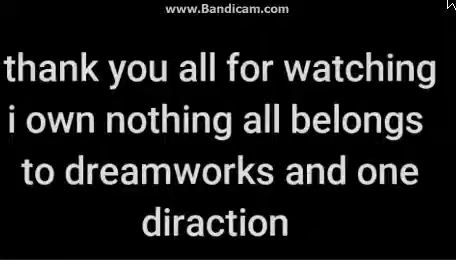 www.Bandicam.com
thank you all for watching
i own nothing all belongs
to dreamworks and one
diraction